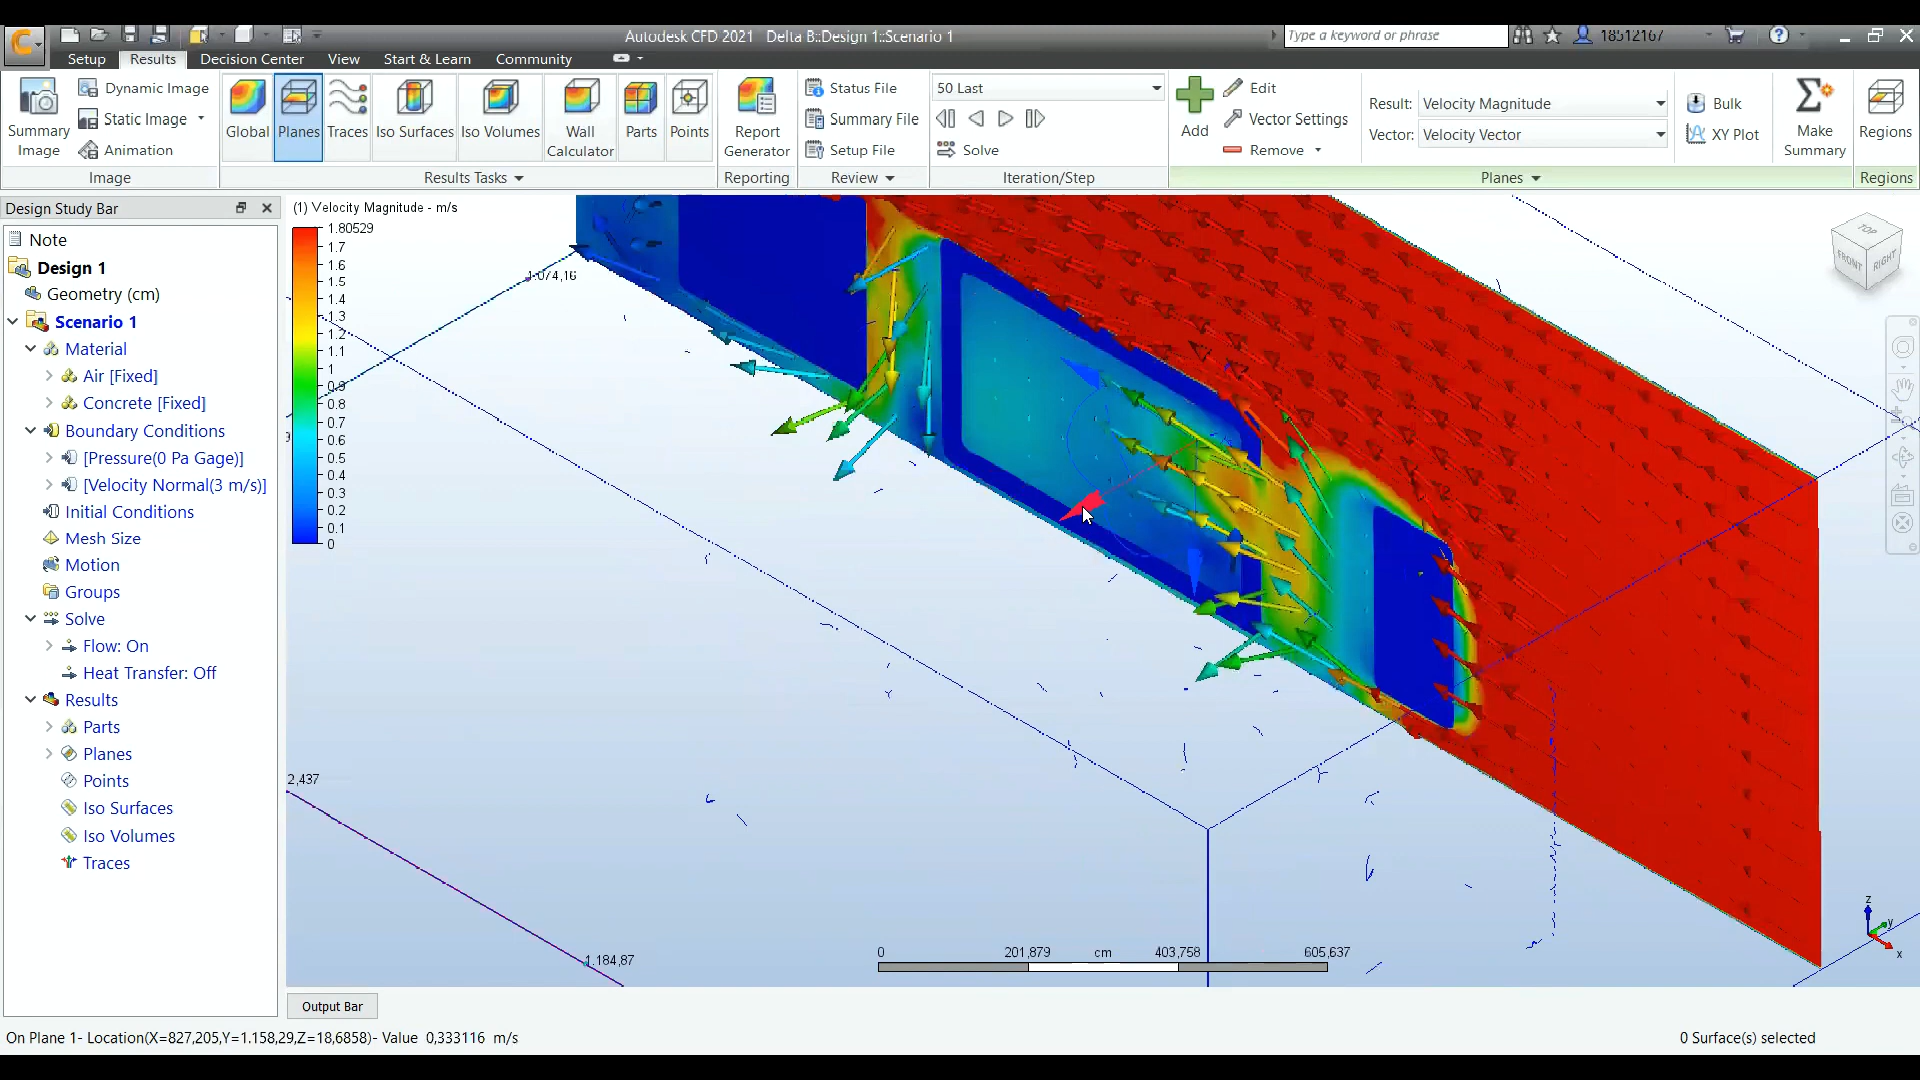 Autodesk CFD 2021 Delta B::Design 1::Scenario 1
Type a keyword or phrase
18512167
Setup Results Decision Center View Start & Learn Community
Summary Image
Dynamic Image
Static Image
Animation
Image
Global Planes Traces Iso Surfaces Iso Volumes Wall Calculator Parts Points
Results Tasks
Report Generator
Reporting
Status File
Summary File
Setup File
Review
50 Last
Solve
Iteration/Step
Add
Edit
Vector Settings
Remove
Result: Velocity Magnitude
Vector: Velocity Vector
Bulk
XY Plot
Make Summary
Planes
Regions
Regions
Design Study Bar
Note
Design 1
Geometry (cm)
Scenario 1
Material
Air [Fixed]
Concrete [Fixed]
Boundary Conditions
[Pressure(0 Pa Gage)]
[Velocity Normal(3 m/s)]
Initial Conditions
Mesh Size
Motion
Groups
Solve
Flow: On
Heat Transfer: Off
Results
Parts
Planes
Points
Iso Surfaces
Iso Volumes
Traces
(1) Velocity Magnitude - m/s
1.80529
1.7
1.6
1.5
1.4
1.3
1.2
1.1
1
0.9
0.8
0.7
0.6
0.5
0.4
0.3
0.2
0.1
0
1.074,16
2,437
1.184,87
TOP
FRONT
RIGHT
0 201,879 cm 403,758 605,637
z
y
x
Output Bar
On Plane 1- Location(X=827,205,Y=1.158,29,Z=18,6858)- Value 0,333116 m/s
0 Surface(s) selected